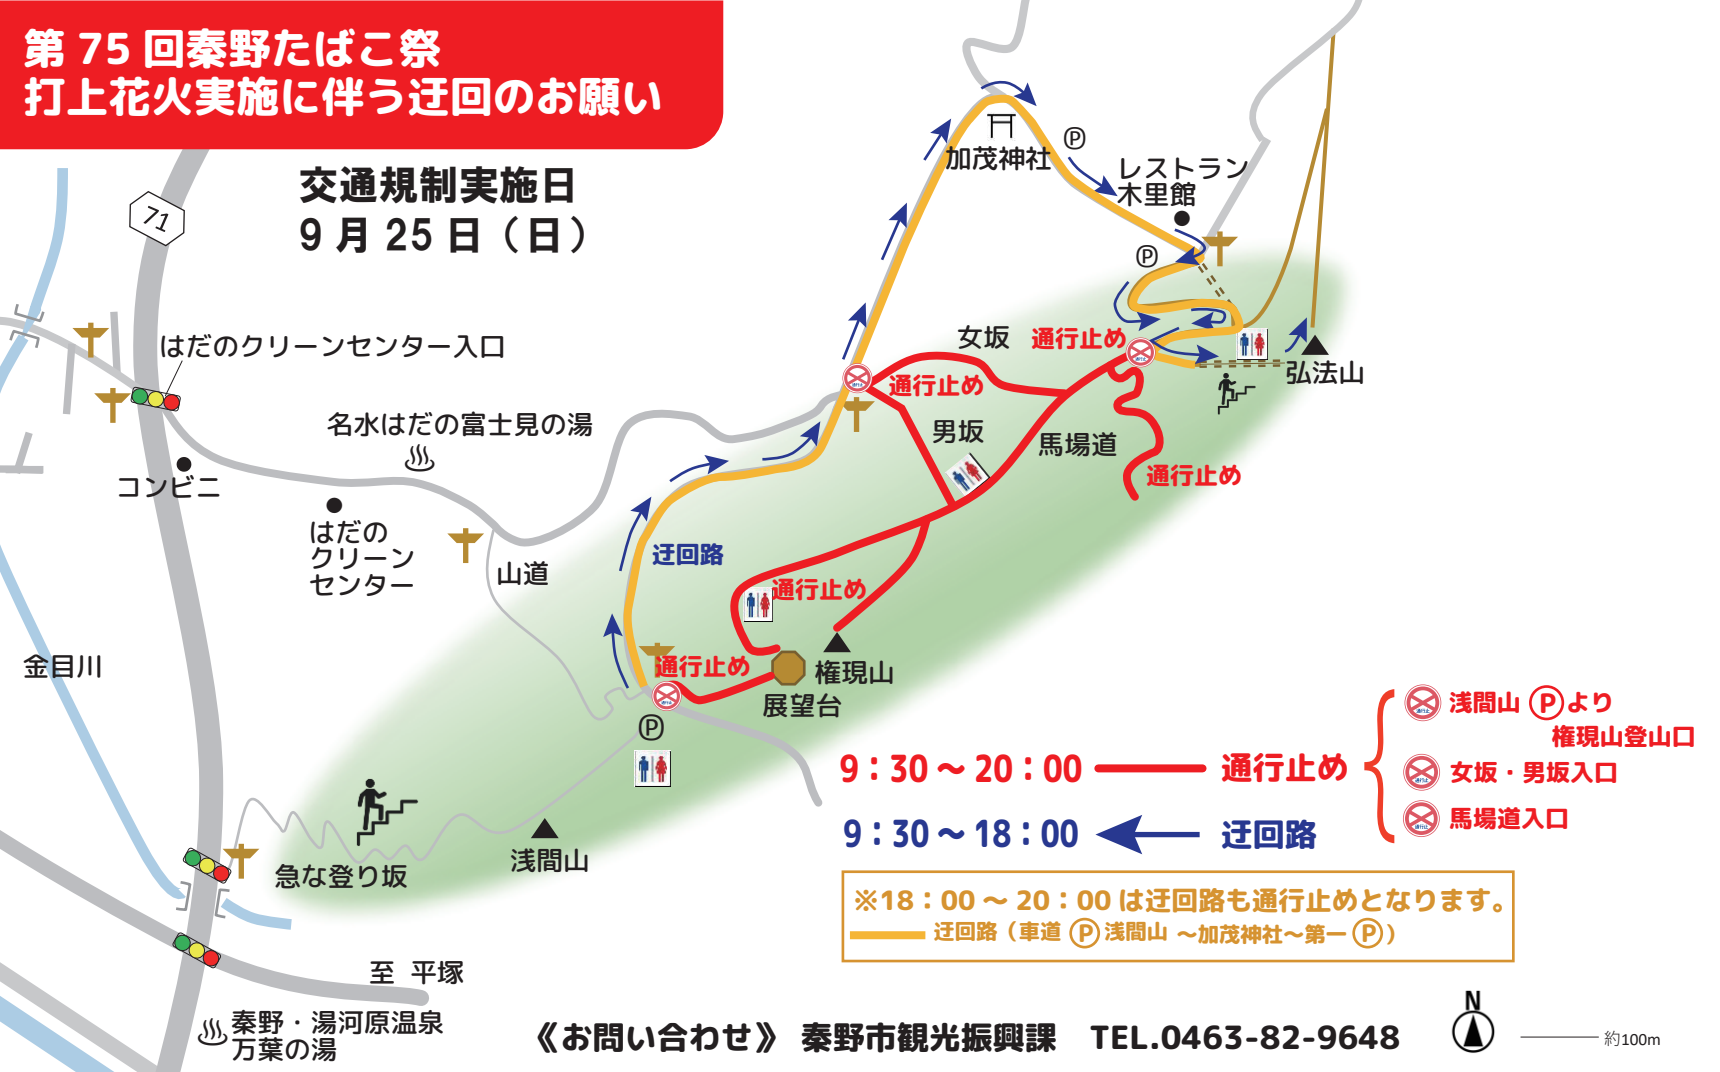 第 75 回秦野たばこ祭
打上花火実施に伴う迂回のお願い
交通規制実施日
9 月 25 日（日）
71
はだのクリーンセンター入口
名水はだの富士見の湯
コンビニ
はだの
クリーン
センター
山道
金目川
加茂神社
P
レストラン
木里館
P
女坂
通行止め
通行止め
男坂
馬場道
通行止め
弘法山
迂回路
通行止め
通行止め
権現山
展望台
P
浅間山
急な登り坂
至 平塚
秦野・湯河原温泉
万葉の湯
9：30 ～ 20：00
通行止め
浅間山 P より
権現山登山口
女坂・男坂入口
馬場道入口
9：30 ～ 18：00
迂回路
※18：00 ～ 20：00 は迂回路も通行止めとなります。
迂回路（車道 P 浅間山 ～加茂神社～第一 P ）
《お問い合わせ》 秦野市観光振興課 TEL.0463-82-9648
N
約100m